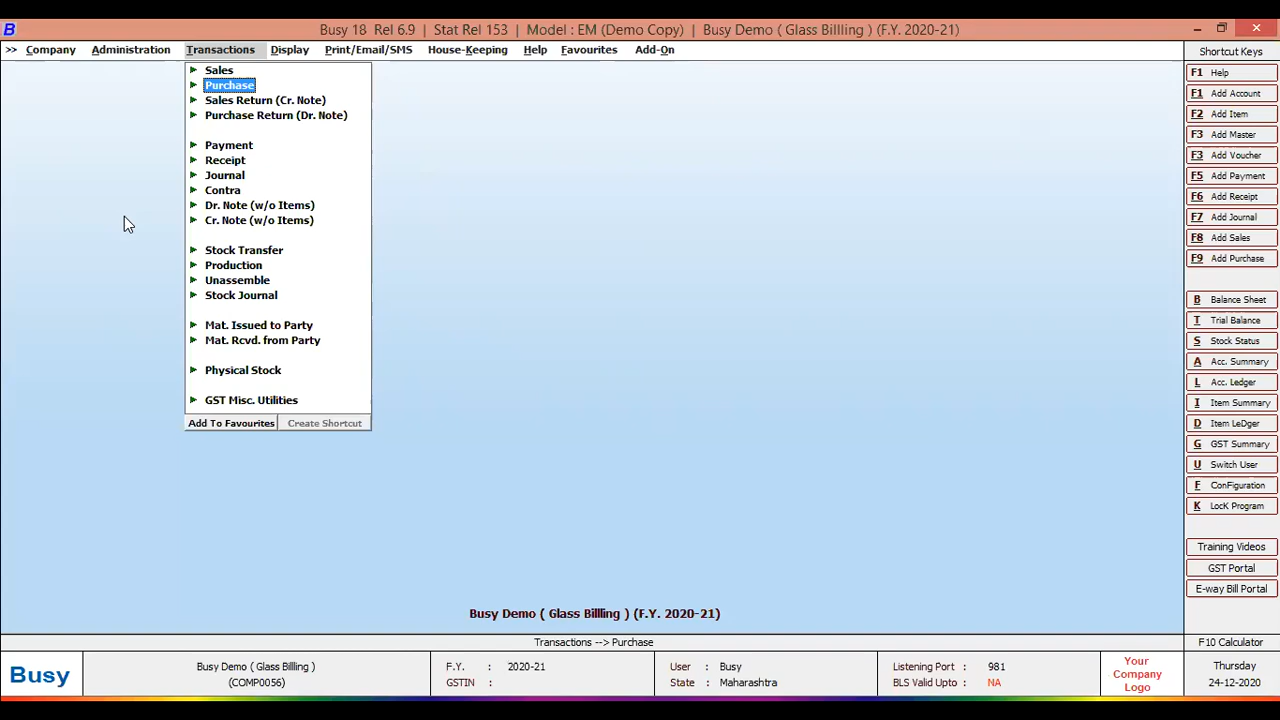 B Busy 18 Rel 6.9 | Stat Rel 153 | Model : EM (Demo Copy) | Busy Demo ( Glass Billling ) (F.Y. 2020-21)
>> Company Administration Transactions Display Print/Email/SMS House-Keeping Help Favourites Add-On
Sales
Purchase
Sales Return (Cr. Note)
Purchase Return (Dr. Note)
Payment
Receipt
Journal
Contra
Dr. Note (w/o Items)
Cr. Note (w/o Items)
Stock Transfer
Production
Unassemble
Stock Journal
Mat. Issued to Party
Mat. Rcvd. from Party
Physical Stock
GST Misc. Utilities
Add To Favourites Create Shortcut
Shortcut Keys
F1 Help
F1 Add Account
F2 Add Item
F3 Add Master
F3 Add Voucher
F5 Add Payment
F6 Add Receipt
F7 Add Journal
F8 Add Sales
F9 Add Purchase
B Balance Sheet
T Trial Balance
S Stock Status
A Acc. Summary
L Acc. Ledger
I Item Summary
D Item LeDger
G GST Summary
U Switch User
F ConFiguration
K LocK Program
Training Videos
GST Portal
E-way Bill Portal
Busy Demo ( Glass Billling ) (F.Y. 2020-21)
Transactions --> Purchase
F10 Calculator
Busy
Busy Demo ( Glass Billing )
(COMP0056)
F.Y. : 2020-21
GSTIN :
User : Busy
State : Maharashtra
Listening Port : 981
BLS Valid Upto : NA
Your
Company
Logo
Thursday
24-12-2020